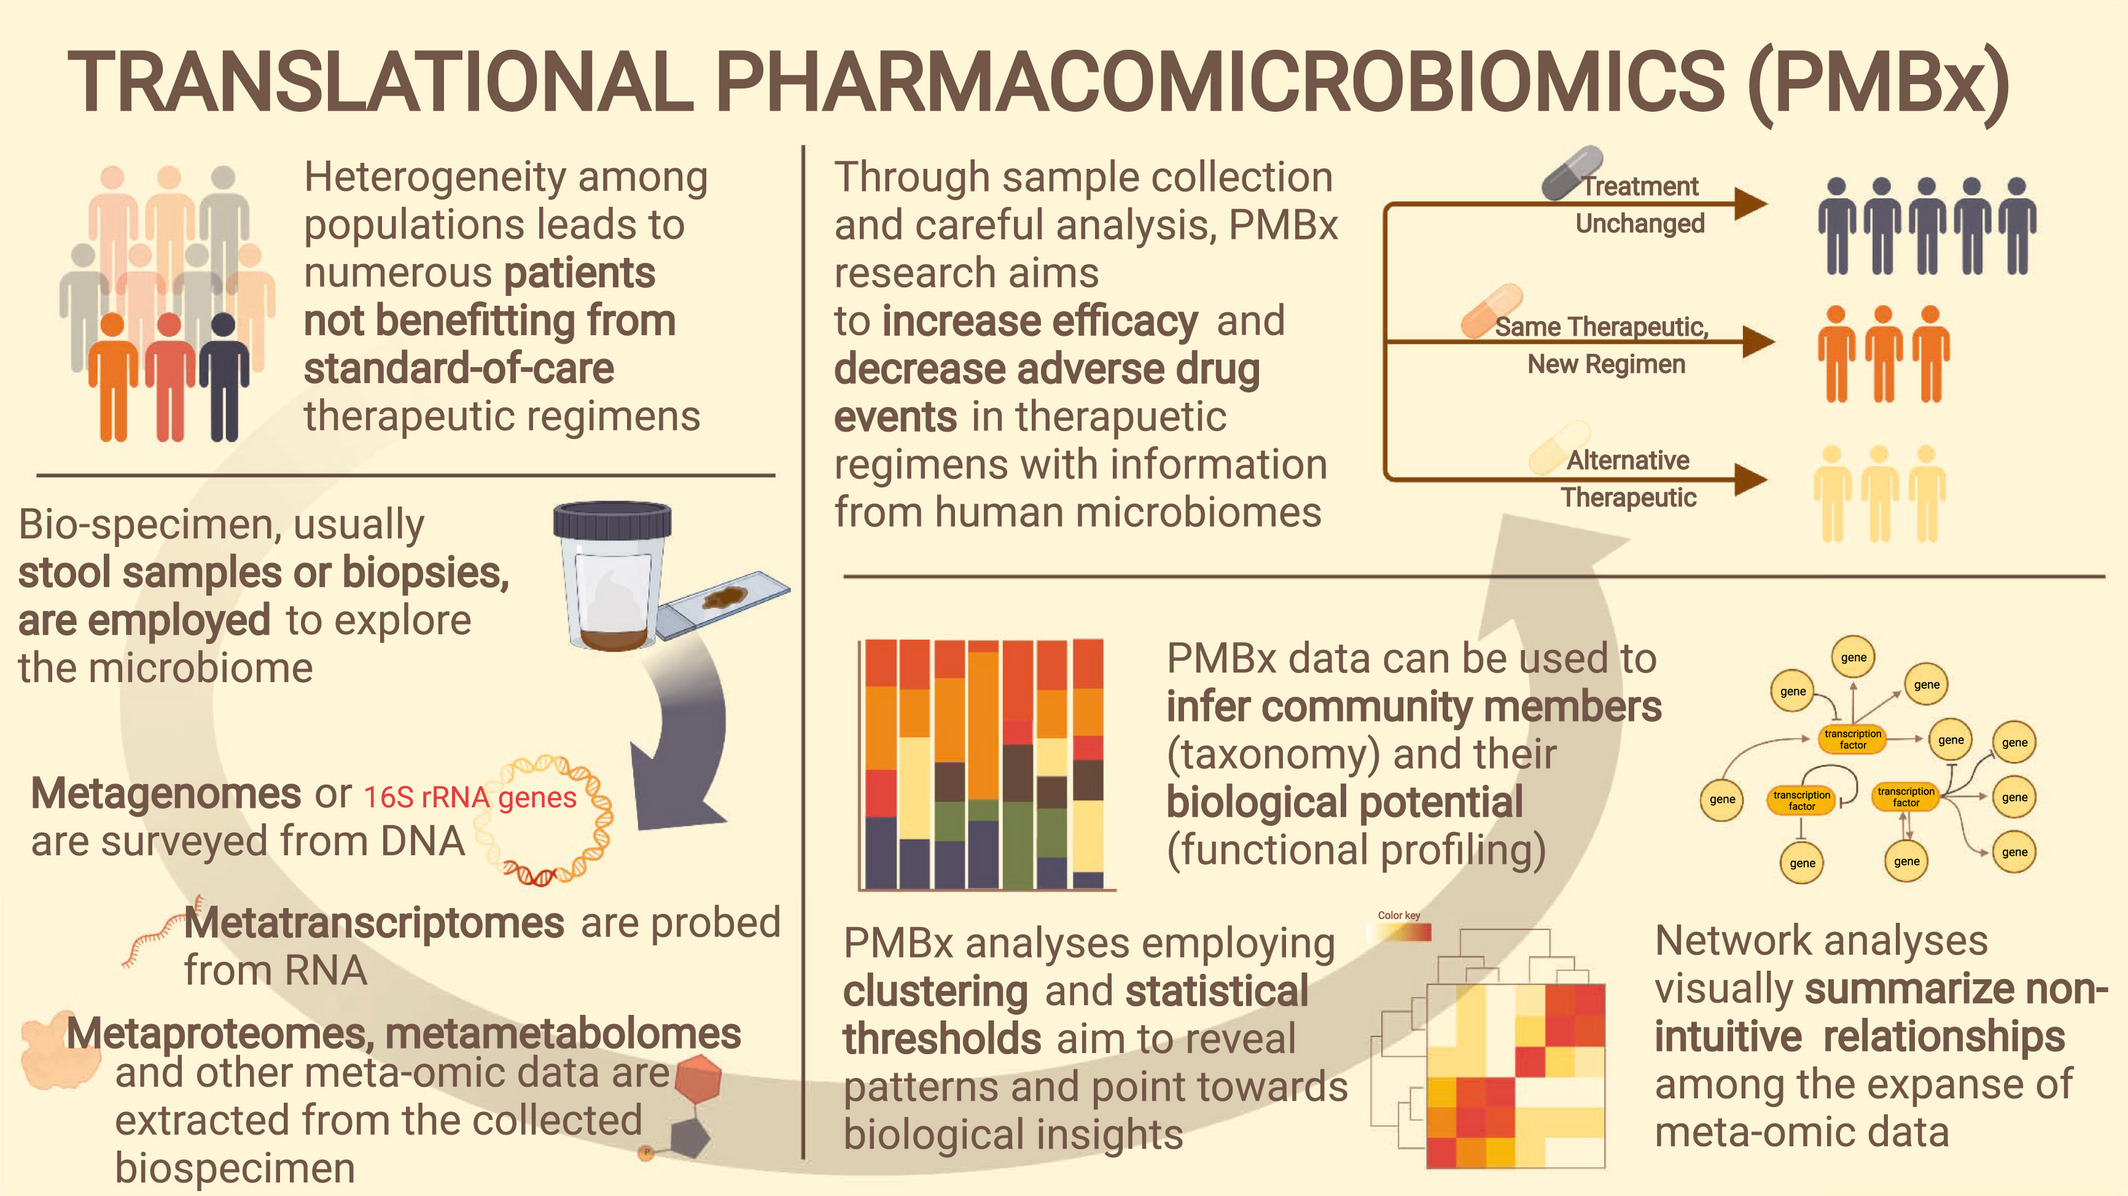 TRANSLATIONAL PHARMACOMICROBIOMICS (PMBx)
Heterogeneity among
populations leads to
numerous patients
not benefitting from
standard-of-care
therapeutic regimens
Bio-specimen, usually
stool samples or biopsies,
are employed to explore
the microbiome
Metagenomes or 16S rRNA genes
are surveyed from DNA
Metatranscriptomes are probed
from RNA
Metaproteomes, metametabolomes
and other meta-omic data are
extracted from the collected
biospecimen
P
Through sample collection
and careful analysis, PMBx
research aims
to increase efficacy and
decrease adverse drug
events in therapuetic
regimens with information
from human microbiomes
Treatment
Unchanged
Same Therapeutic,
New Regimen
Alternative
Therapeutic
PMBx data can be used to
infer community members
(taxonomy) and their
biological potential
(functional profiling)
gene
gene
gene
transcription
factor
gene
gene
gene
transcription
factor
transcription
factor
gene
gene
gene
gene
PMBx analyses employing
clustering and statistical
thresholds aim to reveal
patterns and point towards
biological insights
Color key
Network analyses
visually summarize non-
intuitive relationships
among the expanse of
meta-omic data